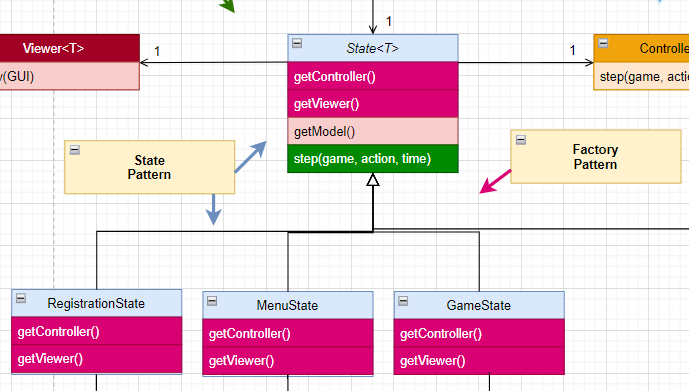 1
Viewer<T>
1
State<T>
1
Controlle
(GUI)
getController()
step(game, actio
getViewer()
getModel()
State
Pattern
step(game, action, time)
Factory
Pattern
RegistrationState
MenuState
GameState
getController()
getController()
getController()
getViewer()
getViewer()
getViewer()